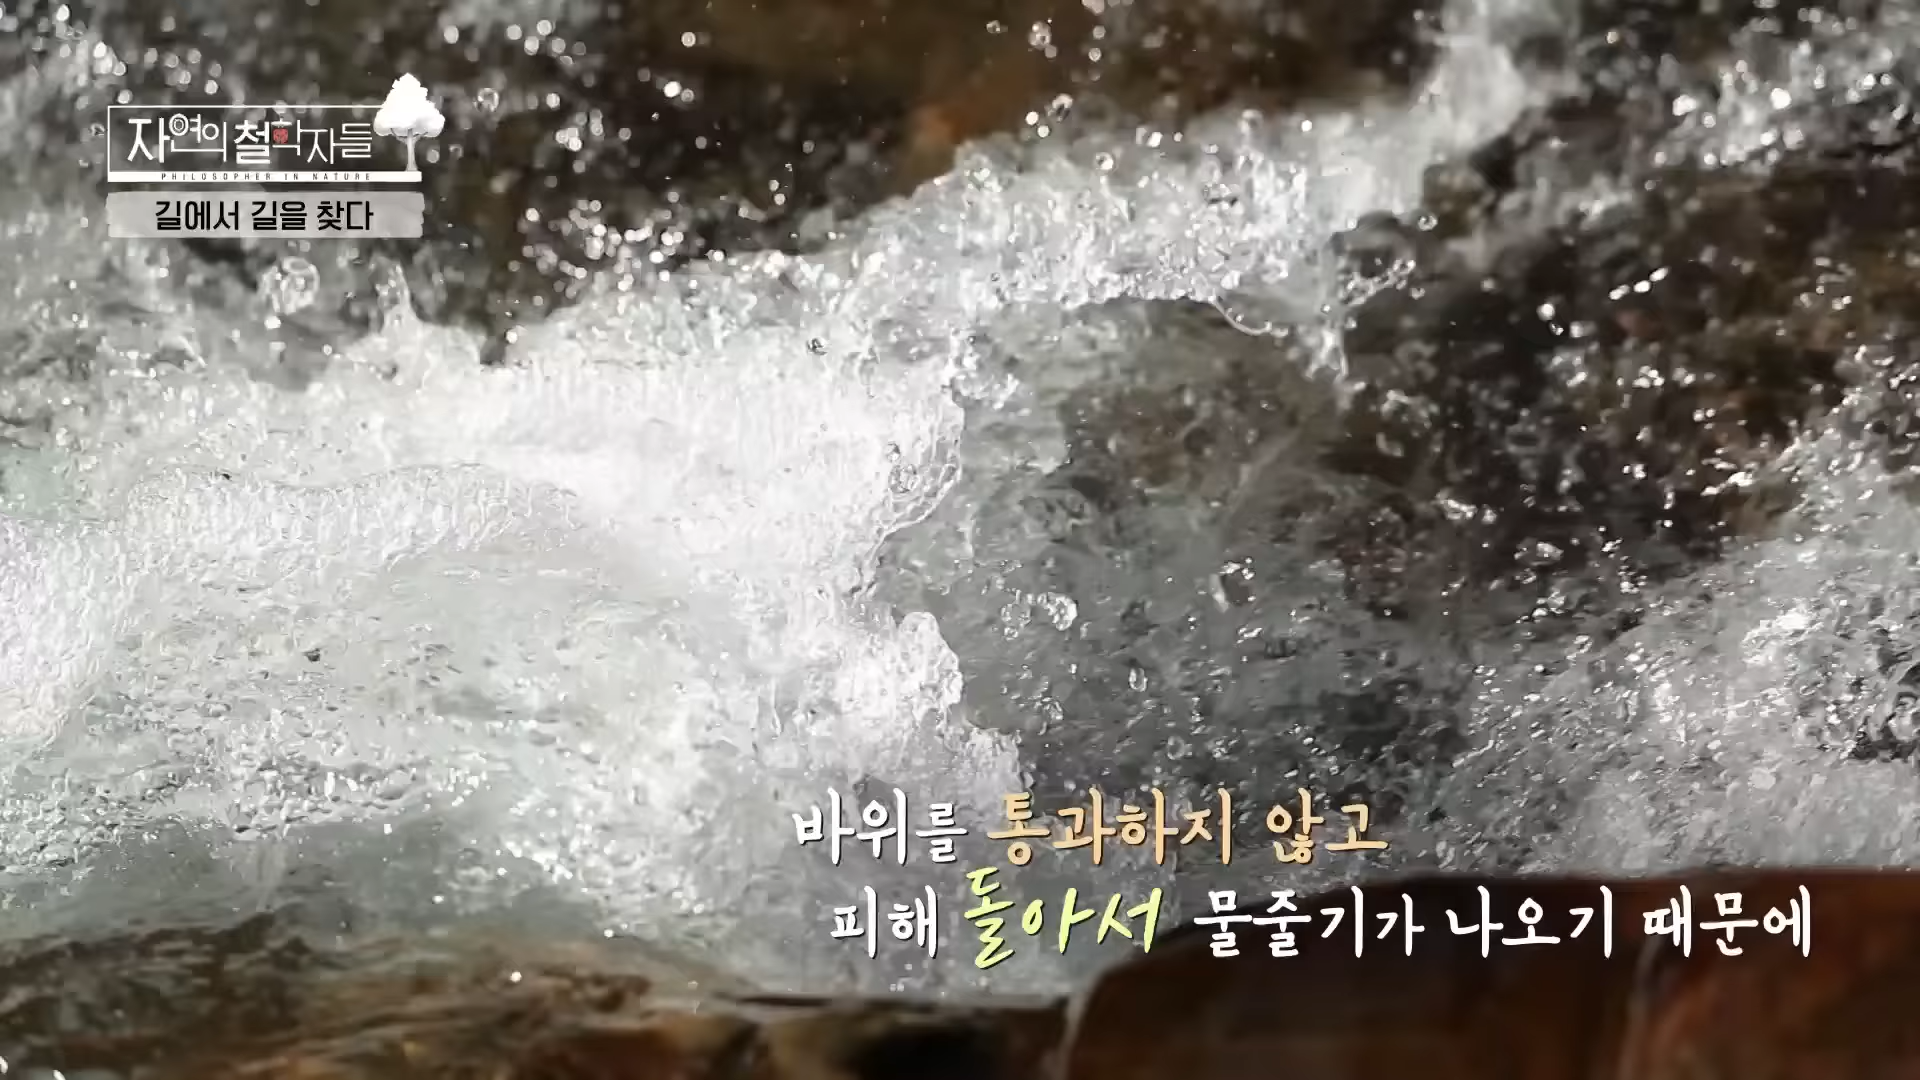 자연의 철학자들
PHILOSOPHER IN NATURE
길에서 길을 찾다
바위를 통과하지 않고
피해 돌아서 물줄기가 나오기 때문에